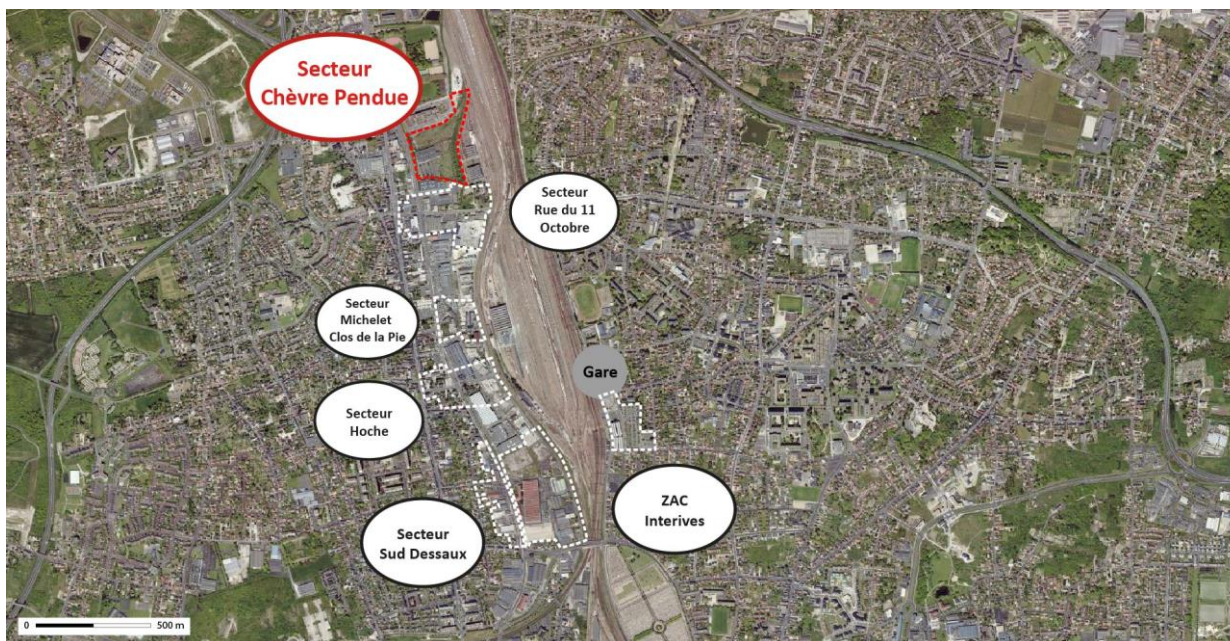 Secteur
Chèvre Pendue
Secteur
Rue du 11
Octobre
Secteur
Michelet
Clos de la Pie
Gare
Secteur
Hoche
ZAC
Interives
Secteur
Sud Dessaux
0 500 m